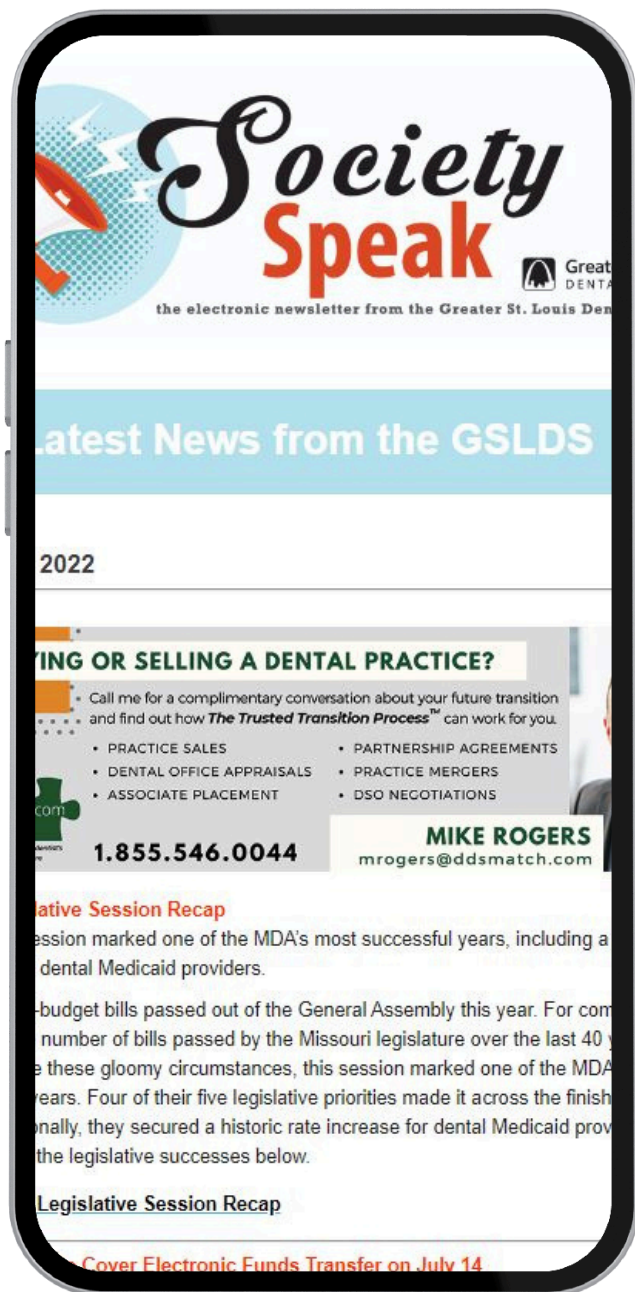 Society
Speak
Great
DENTA
the electronic newsletter from the Greater St. Louis Den
Latest News from the GSLDS
2022
YING OR SELLING A DENTAL PRACTICE?
Call me for a complimentary conversation about your future transition
and find out how The Trusted Transition Process™ can work for you.
• PRACTICE SALES
• PARTNERSHIP AGREEMENTS
• DENTAL OFFICE APPRAISALS
• PRACTICE MERGERS
• ASSOCIATE PLACEMENT
• DSO NEGOTIATIONS
com
1.855.546.0044
MIKE ROGERS
mrogers@ddsmatch.com
lative Session Recap
ession marked one of the MDA's most successful years, including a
dental Medicaid providers.
-budget bills passed out of the General Assembly this year. For com
number of bills passed by the Missouri legislature over the last 40 y
e these gloomy circumstances, this session marked one of the MDA
years. Four of their five legislative priorities made it across the finish
onally, they secured a historic rate increase for dental Medicaid prov
the legislative successes below.
Legislative Session Recap
Cover Electronic Funds Transfer on July 14